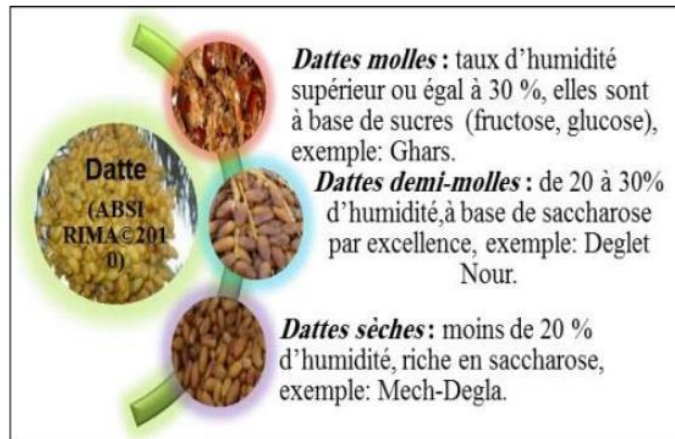 Datte
(ABSI
RIMA©201
0)
Dattes molles : taux d’humidité
supérieur ou égal à 30 %, elles sont
à base de sucres (fructose, glucose),
exemple: Ghars.
Dattes demi-molles : de 20 à 30%
d’humidité,à base de saccharose
par excellence, exemple: Deglet
Nour.
Dattes sèches : moins de 20 %
d’humidité, riche en saccharose,
exemple: Mech-Degla.